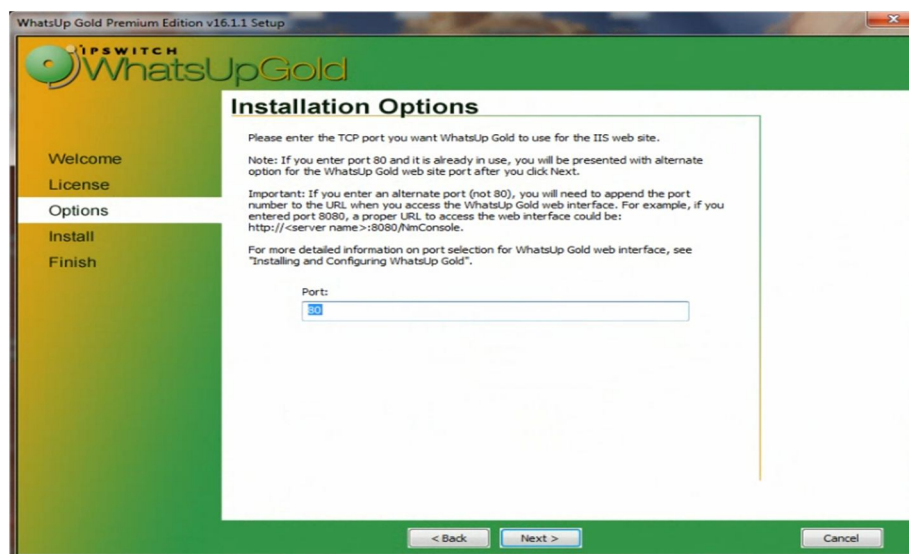 WhatsUp Gold Premium Edition v16.1.1 Setup
IPSWITCH
WhatsUpGold
Installation Options
Please enter the TCP port you want WhatsUp Gold to use for the IIS web site.
Note: If you enter port 80 and it is already in use, you will be presented with alternate
option for the WhatsUp Gold web site port after you click Next.
Important: If you enter an alternate port (not 80), you will need to append the port
number to the URL when you access the WhatsUp Gold web interface. For example, if you
entered port 8080, a proper URL to access the web interface could be:
http://<server name>:8080/NmConsole.
For more detailed information on port selection for WhatsUp Gold web interface, see
"Installing and Configuring WhatsUp Gold".
Port:
80
Welcome
License
Options
Install
Finish
< Back
Next >
Cancel